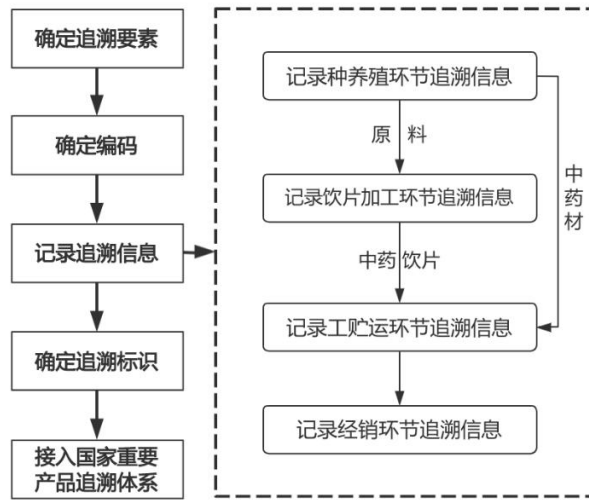 确定追溯要素
确定编码
记录追溯信息
确定追溯标识
接入国家重要
产品追溯体系
记录种养殖环节追溯信息
原 料
记录饮片加工环节追溯信息
中药 饮片
记录工贮运环节追溯信息
记录经销环节追溯信息
中
药
材